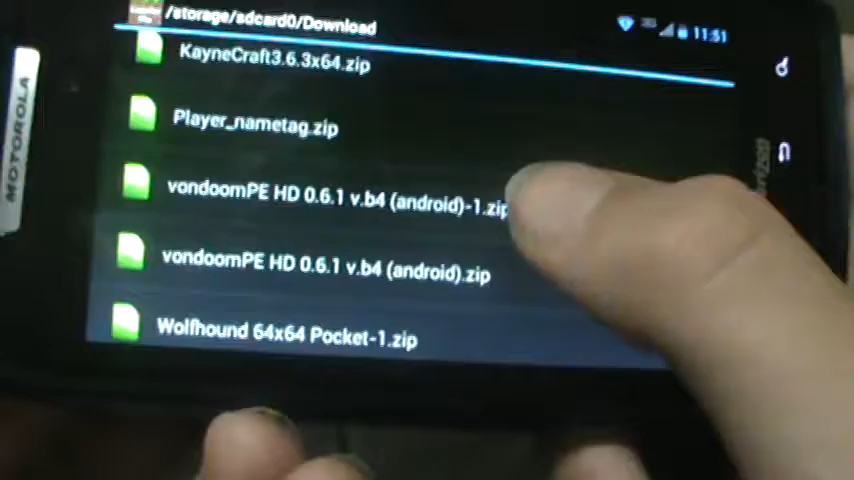 /storage/sdcard0/Download
11:51
KayneCraft3.6.3x64.zip
Player_nametag.zip
vondoomPE HD 0.6.1 v.b4 (android)-1.zip
vondoomPE HD 0.6.1 v.b4 (android).zip
Wolfhound 64x64 Pocket-1.zip
MOTOROLA
verizon